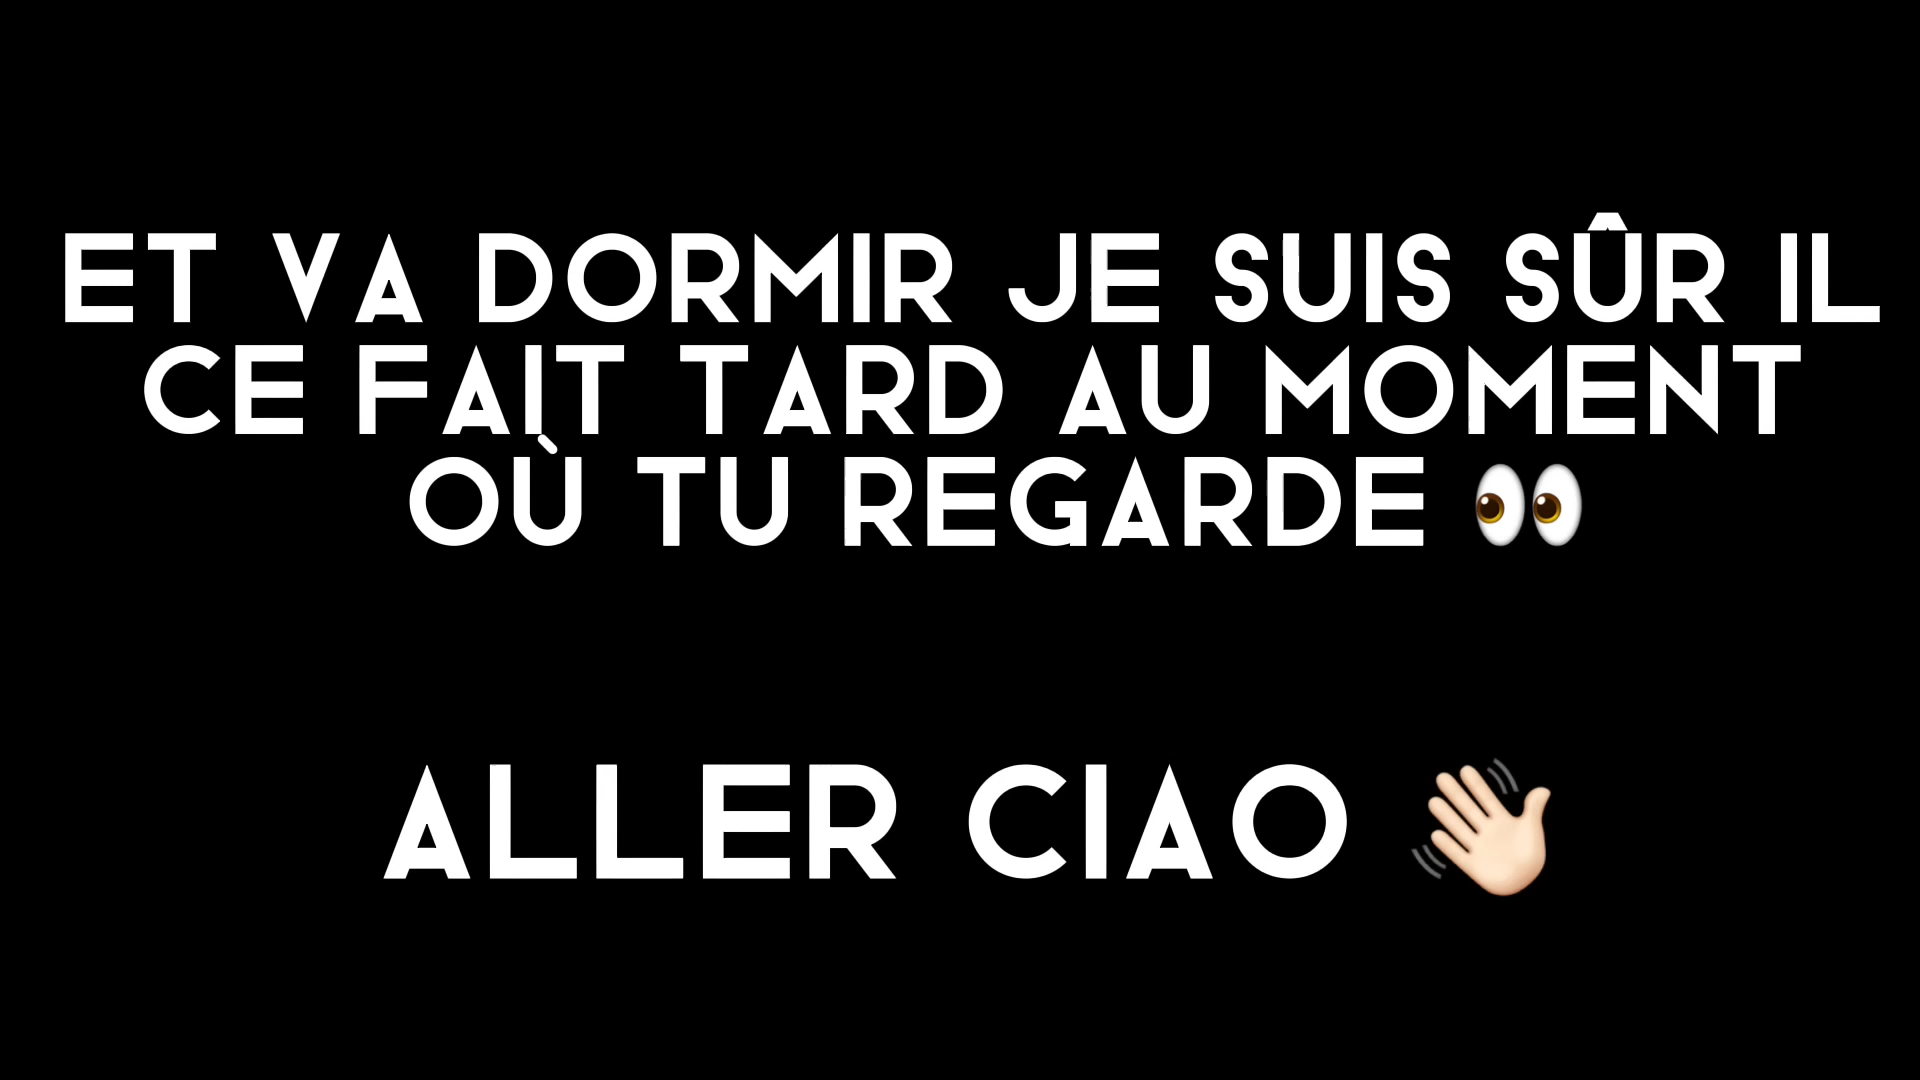 ET VA DORMIR JE SUIS SÛR IL
CE FAIT TARD AU MOMENT
OÙ TU REGARDE 👀
ALLER CIAO 👋🏻